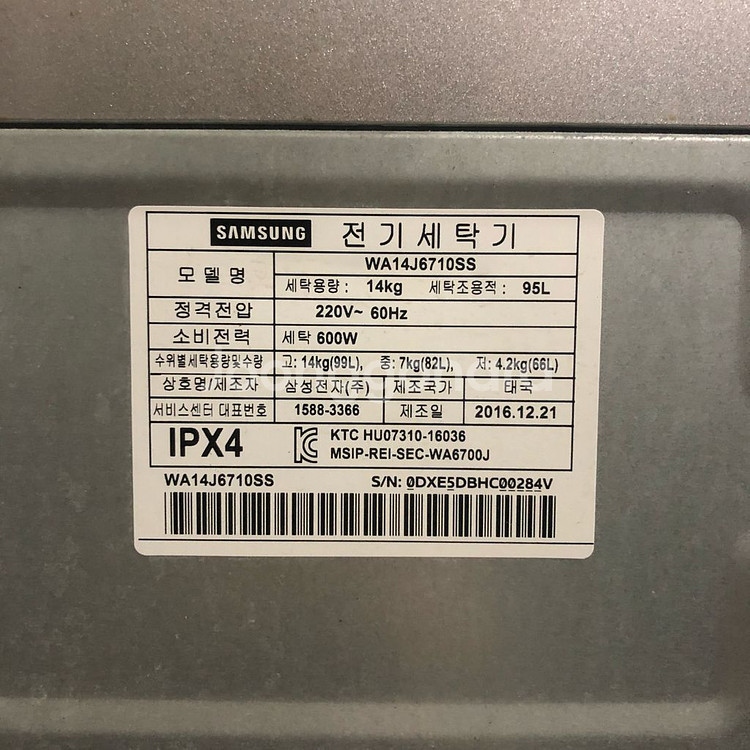 SAMSUNG 전기세탁기
모델명 WA14J6710SS
세탁용량 : 14kg 세탁조용적 : 95L
정격전압 220V~ 60Hz
소비전력 세탁 600W
수위별세탁용량및수량 고: 14kg(99L), 중: 7kg(82L), 저: 4.2kg(66L)
상호명/제조자 삼성전자(주) 제조국가 태국
서비스센터 대표번호 1588-3366 제조일 2016.12.21
IPX4 KTC HU07310-16036
MSIP-REI-SEC-WA6700J
WA14J6710SS S/N: 0DXE5DBHC00284V